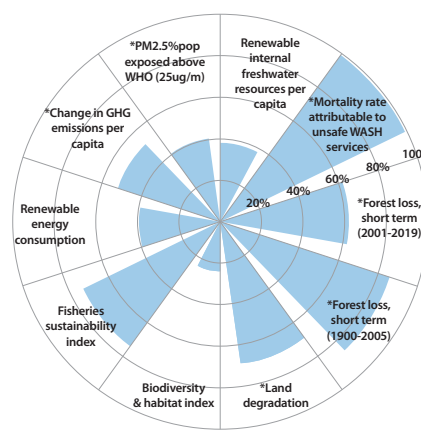 *PM2.5%pop
exposed above
WHO (25ug/m)
Renewable
internal
freshwater
resources per
capita
*Mortality rate
attributable to
unsafe WASH
services
*Change in GHG
emissions per
capita
20%
40%
60%
80%
100
Renewable
energy
consumption
*Forest loss,
short term
(2001-2019)
Fisheries
sustainability
index
*Forest loss,
short term
(1900-2005)
Biodiversity
& habitat index
*Land
degradation